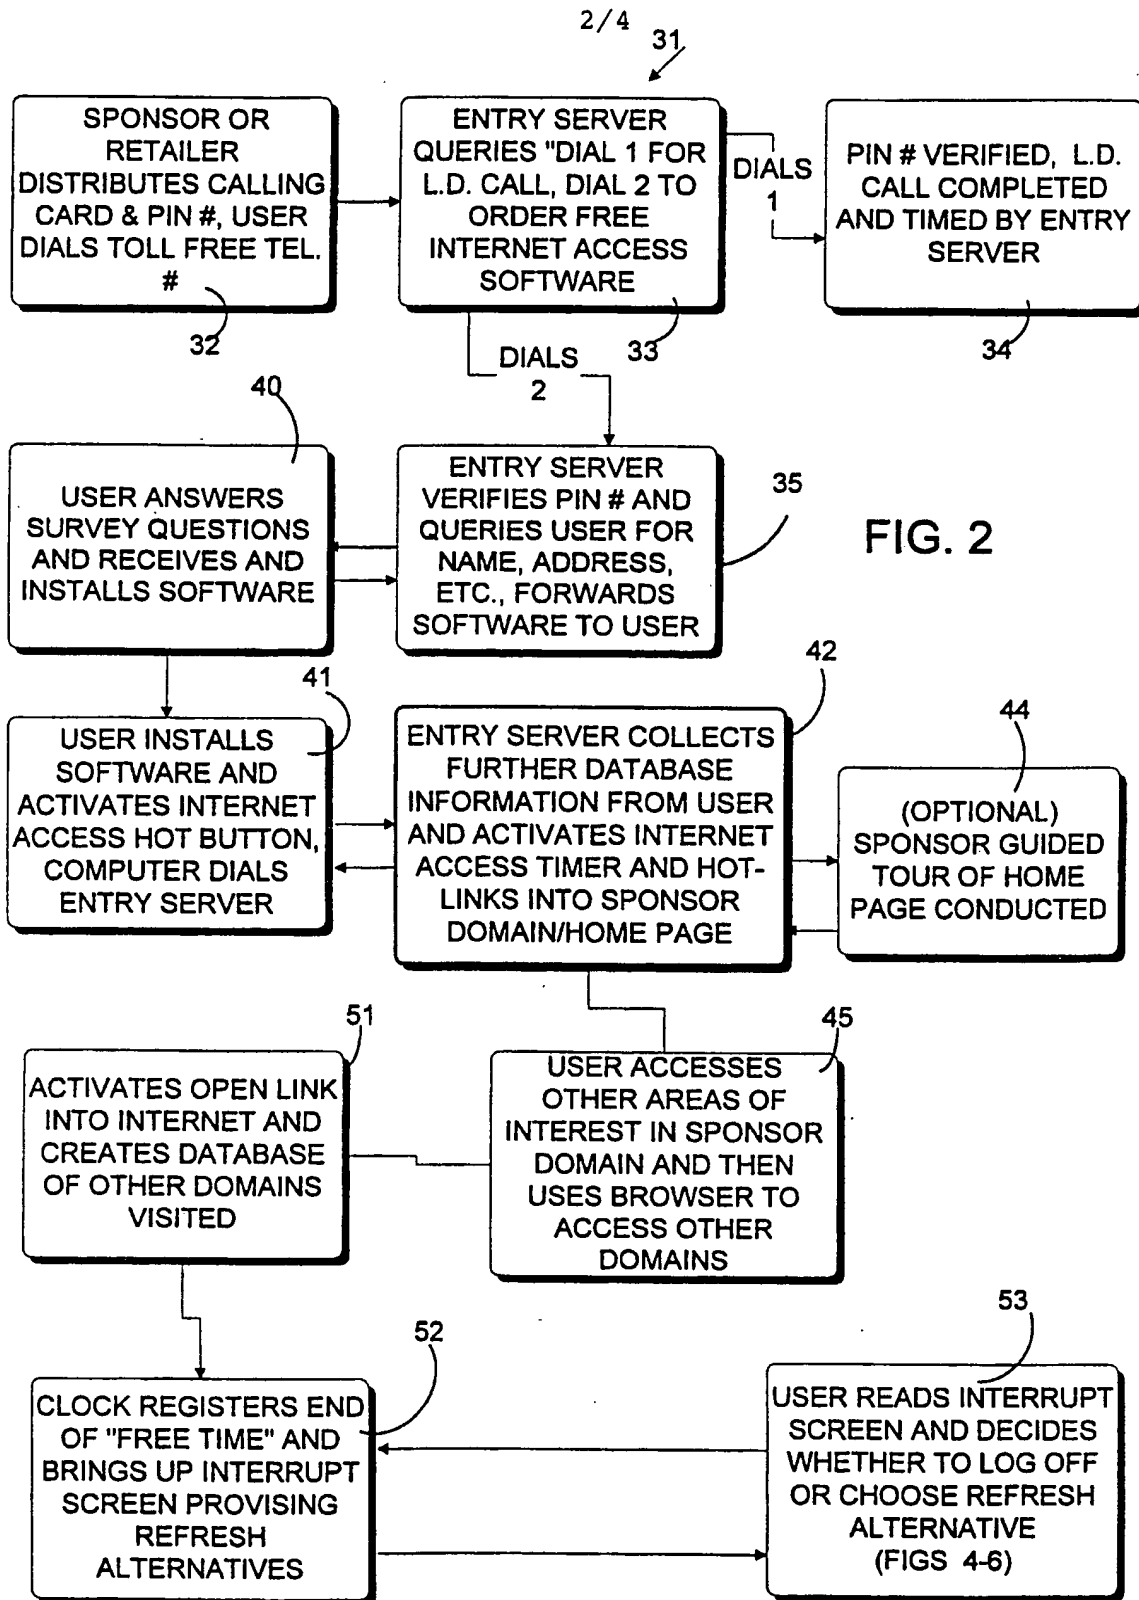 2/4
31
SPONSOR OR
RETAILER
DISTRIBUTES CALLING
CARD & PIN #, USER
DIALS TOLL FREE TEL.
#
32
ENTRY SERVER
QUERIES "DIAL 1 FOR
L.D. CALL, DIAL 2 TO
ORDER FREE
INTERNET ACCESS
SOFTWARE
33
DIALS
1
PIN # VERIFIED, L.D.
CALL COMPLETED
AND TIMED BY ENTRY
SERVER
34
DIALS
2
40
USER ANSWERS
SURVEY QUESTIONS
AND RECEIVES AND
INSTALLS SOFTWARE
ENTRY SERVER
VERIFIES PIN # AND
QUERIES USER FOR
NAME, ADDRESS,
ETC., FORWARDS
SOFTWARE TO USER
35
FIG. 2
41
USER INSTALLS
SOFTWARE AND
ACTIVATES INTERNET
ACCESS HOT BUTTON,
COMPUTER DIALS
ENTRY SERVER
42
ENTRY SERVER COLLECTS
FURTHER DATABASE
INFORMATION FROM USER
AND ACTIVATES INTERNET
ACCESS TIMER AND HOT-
LINKS INTO SPONSOR
DOMAIN/HOME PAGE
44
(OPTIONAL)
SPONSOR GUIDED
TOUR OF HOME
PAGE CONDUCTED
51
ACTIVATES OPEN LINK
INTO INTERNET AND
CREATES DATABASE
OF OTHER DOMAINS
VISITED
45
USER ACCESSES
OTHER AREAS OF
INTEREST IN SPONSOR
DOMAIN AND THEN
USES BROWSER TO
ACCESS OTHER
DOMAINS
52
CLOCK REGISTERS END
OF "FREE TIME" AND
BRINGS UP INTERRUPT
SCREEN PROVISING
REFRESH
ALTERNATIVES
53
USER READS INTERRUPT
SCREEN AND DECIDES
WHETHER TO LOG OFF
OR CHOOSE REFRESH
ALTERNATIVE
(FIGS 4-6)